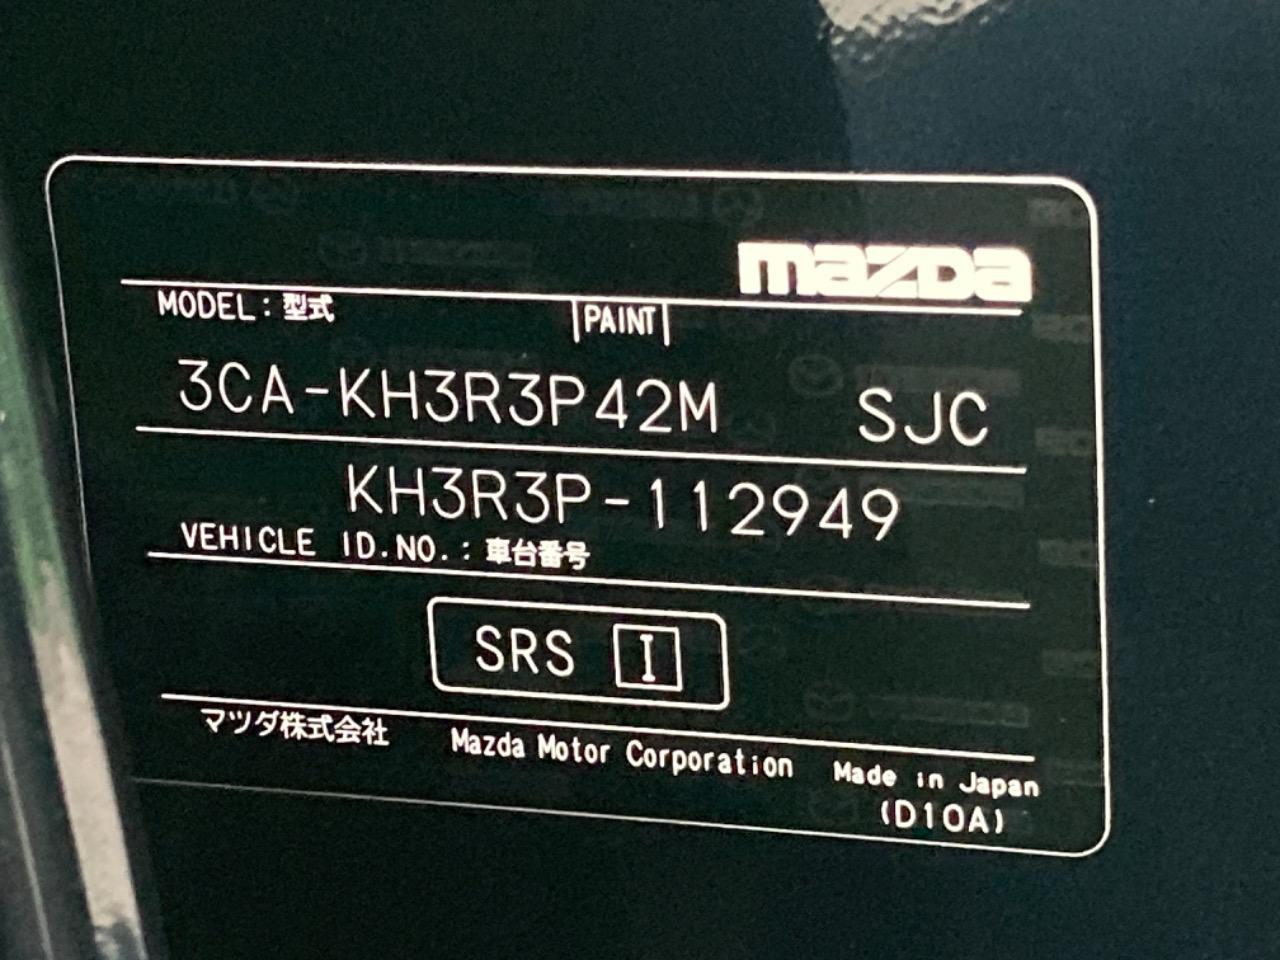 mazda
MODEL：型式 PAINT
3CA-KH3R3P42M SJC
KH3R3P-112949
VEHICLE ID.NO.：車台番号
SRS I
マツダ株式会社 Mazda Motor Corporation Made in Japan
(D10A)